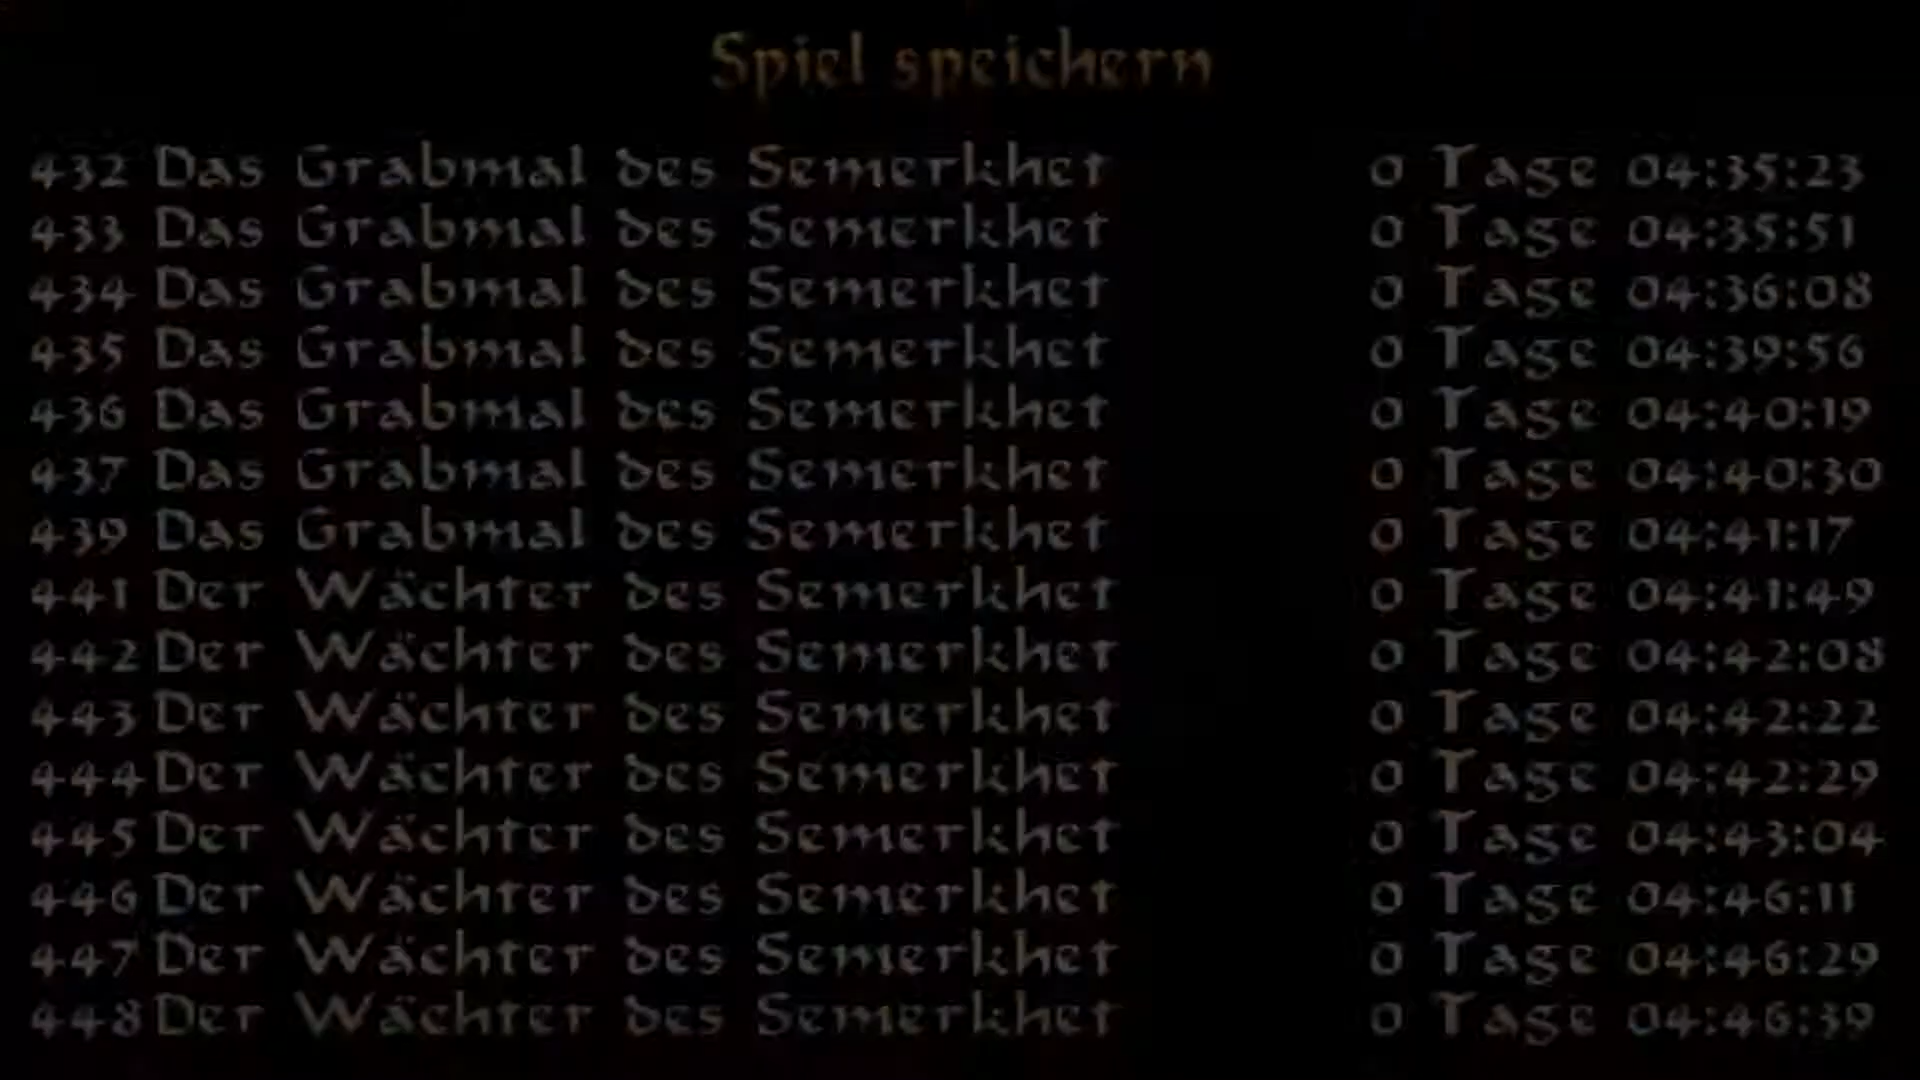 Spiel speichern
432 Das Grabmal des Semerkhet 0 Tage 04:35:23
433 Das Grabmal des Semerkhet 0 Tage 04:35:51
434 Das Grabmal des Semerkhet 0 Tage 04:36:08
435 Das Grabmal des Semerkhet 0 Tage 04:39:56
436 Das Grabmal des Semerkhet 0 Tage 04:40:19
437 Das Grabmal des Semerkhet 0 Tage 04:40:30
439 Das Grabmal des Semerkhet 0 Tage 04:41:17
441 Der Wächter des Semerkhet 0 Tage 04:41:49
442 Der Wächter des Semerkhet 0 Tage 04:42:08
443 Der Wächter des Semerkhet 0 Tage 04:42:22
444 Der Wächter des Semerkhet 0 Tage 04:42:29
445 Der Wächter des Semerkhet 0 Tage 04:43:04
446 Der Wächter des Semerkhet 0 Tage 04:46:11
447 Der Wächter des Semerkhet 0 Tage 04:46:29
448 Der Wächter des Semerkhet 0 Tage 04:46:39